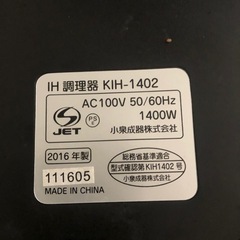 IH 調理器 KIH-1402
AC100V 50/60Hz
1400W
小泉成器株式会社
PS
E
JET
2016 年製
111605
MADE IN CHINA
総務省基準適合
型式確認第KIH1402号
小泉成器株式会社